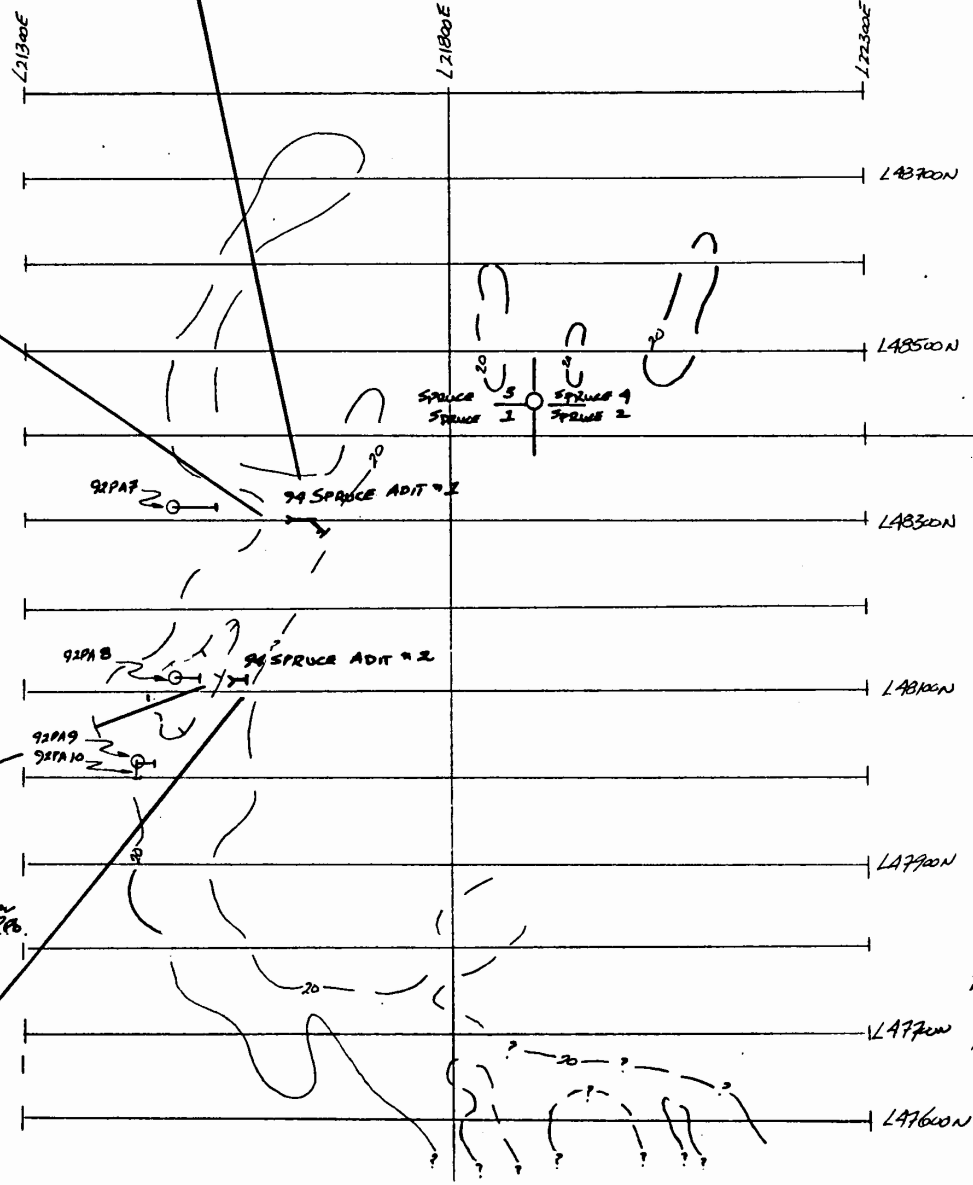 L21300E
L21800E
L22300E
L48700N
L48500N
20
20
20
SPRUCE 3
SPRUCE 4
SPRUCE 1
SPRUCE 2
20
92PA7
94 SPRUCE ADIT #1
L48300N
92PA8
?
94 SPRUCE ADIT #2
L48100N
92PA9
92PA10
20
L47900N
20
L47700N
? 20 ? ?
?
L47600N
? ? ? ? ? ?